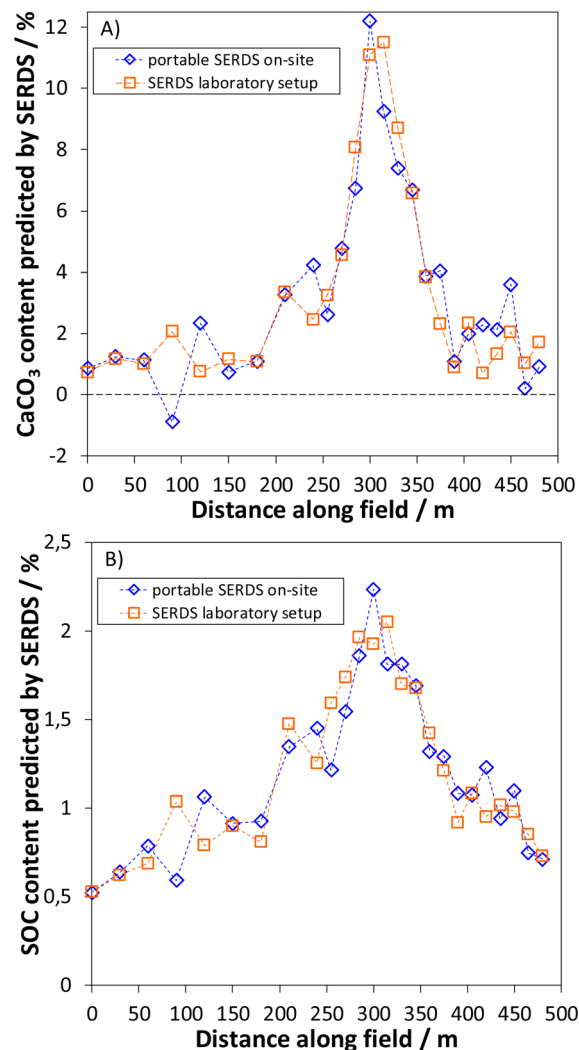 A)
portable SERDS on-site
SERDS laboratory setup
CaCO3 content predicted by SERDS / %
12
10
8
6
4
2
0
-2
0 50 100 150 200 250 300 350 400 450 500
Distance along field / m
B)
portable SERDS on-site
SERDS laboratory setup
SOC content predicted by SERDS / %
2,5
2
1,5
1
0,5
0
0 50 100 150 200 250 300 350 400 450 500
Distance along field / m